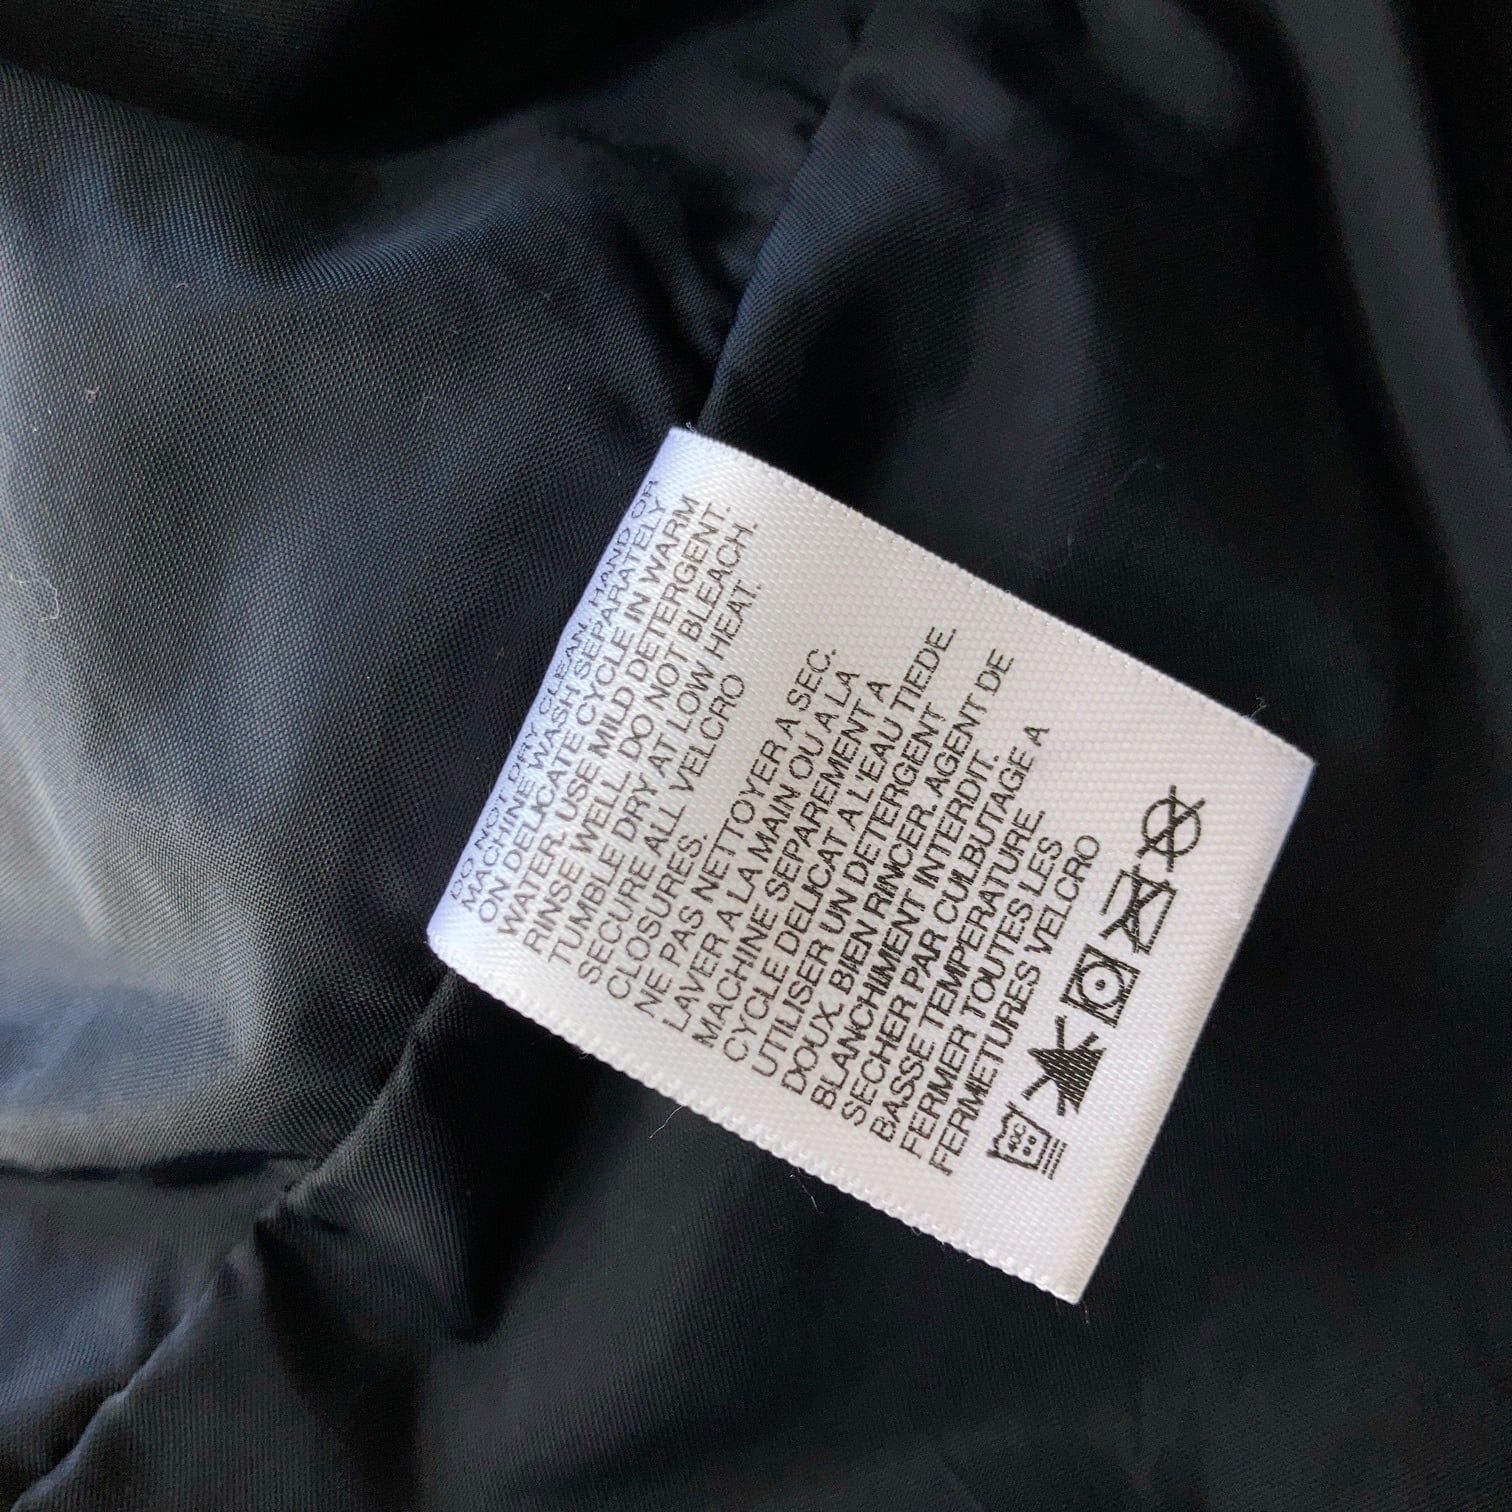 DO NOT DRY CLEAN. HAND OR
MACHINE WASH SEPARATELY
ON DELICATE CYCLE IN WARM
WATER. USE MILD DETERGENT
RINSE WELL. DO NOT BLEACH.
TUMBLE DRY AT LOW HEAT.
SECURE ALL VELCRO
CLOSURES.
NE PAS NETTOYER A SEC.
LAVER A LA MAIN OU A LA
MACHINE SEPAREMENT A
CYCLE DELICAT A L'EAU TIEDE.
UTILISER UN DETERGENT
DOUX. BIEN RINCER. AGENT DE
BLANCHIMENT INTERDIT.
SECHER PAR CULBUTAGE A
BASSE TEMPERATURE.
FERMER TOUTES LES
FERMETURES VELCRO